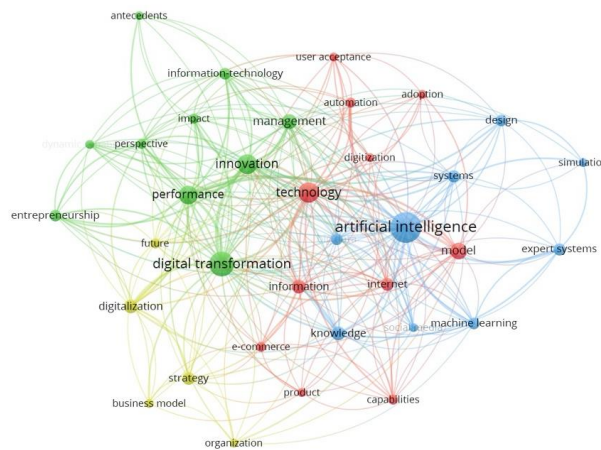 antecedents
user acceptance
information-technology
automation
adoption
impact
management
design
perspective
digitization
simulation
innovation
systems
performance
technology
entrepreneurship
artificial intelligence
future
model
expert systems
digital transformation
information
internet
digitalization
machine learning
knowledge
e-commerce
strategy
product
capabilities
business model
organization